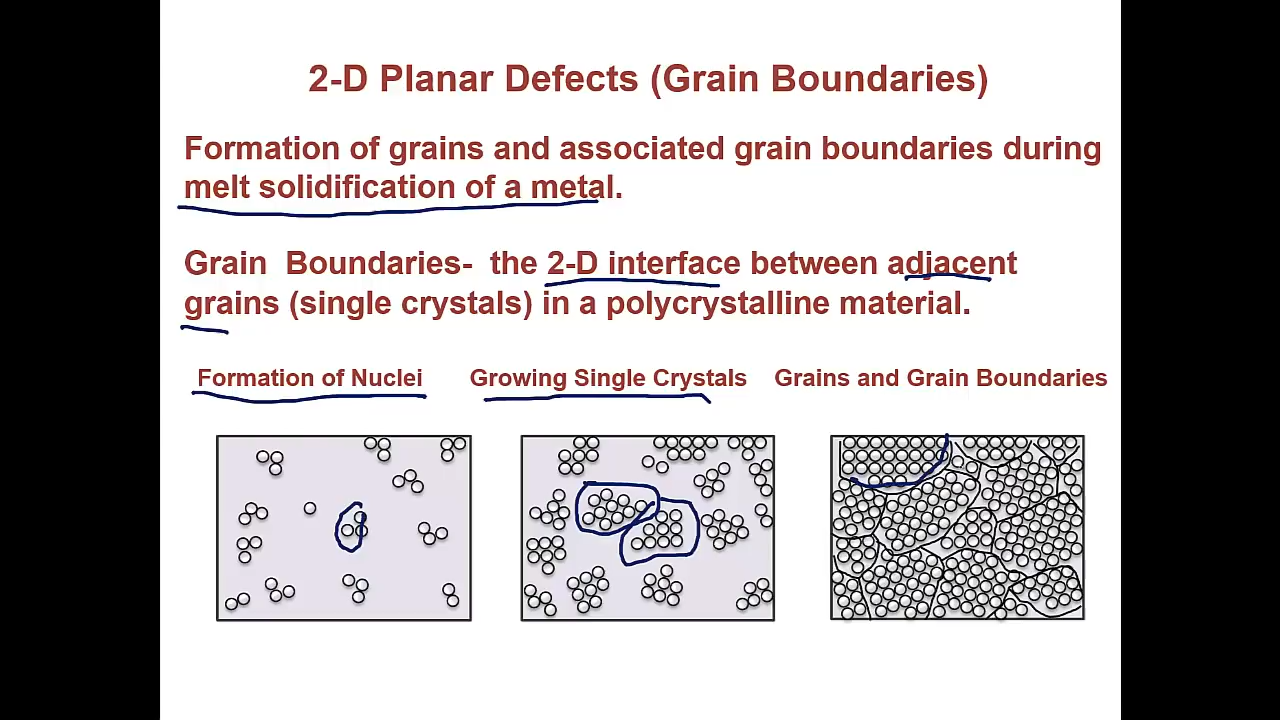 2-D Planar Defects (Grain Boundaries)
Formation of grains and associated grain boundaries during
melt solidification of a metal.
Grain Boundaries- the 2-D interface between adjacent
grains (single crystals) in a polycrystalline material.
Formation of Nuclei
Growing Single Crystals
Grains and Grain Boundaries